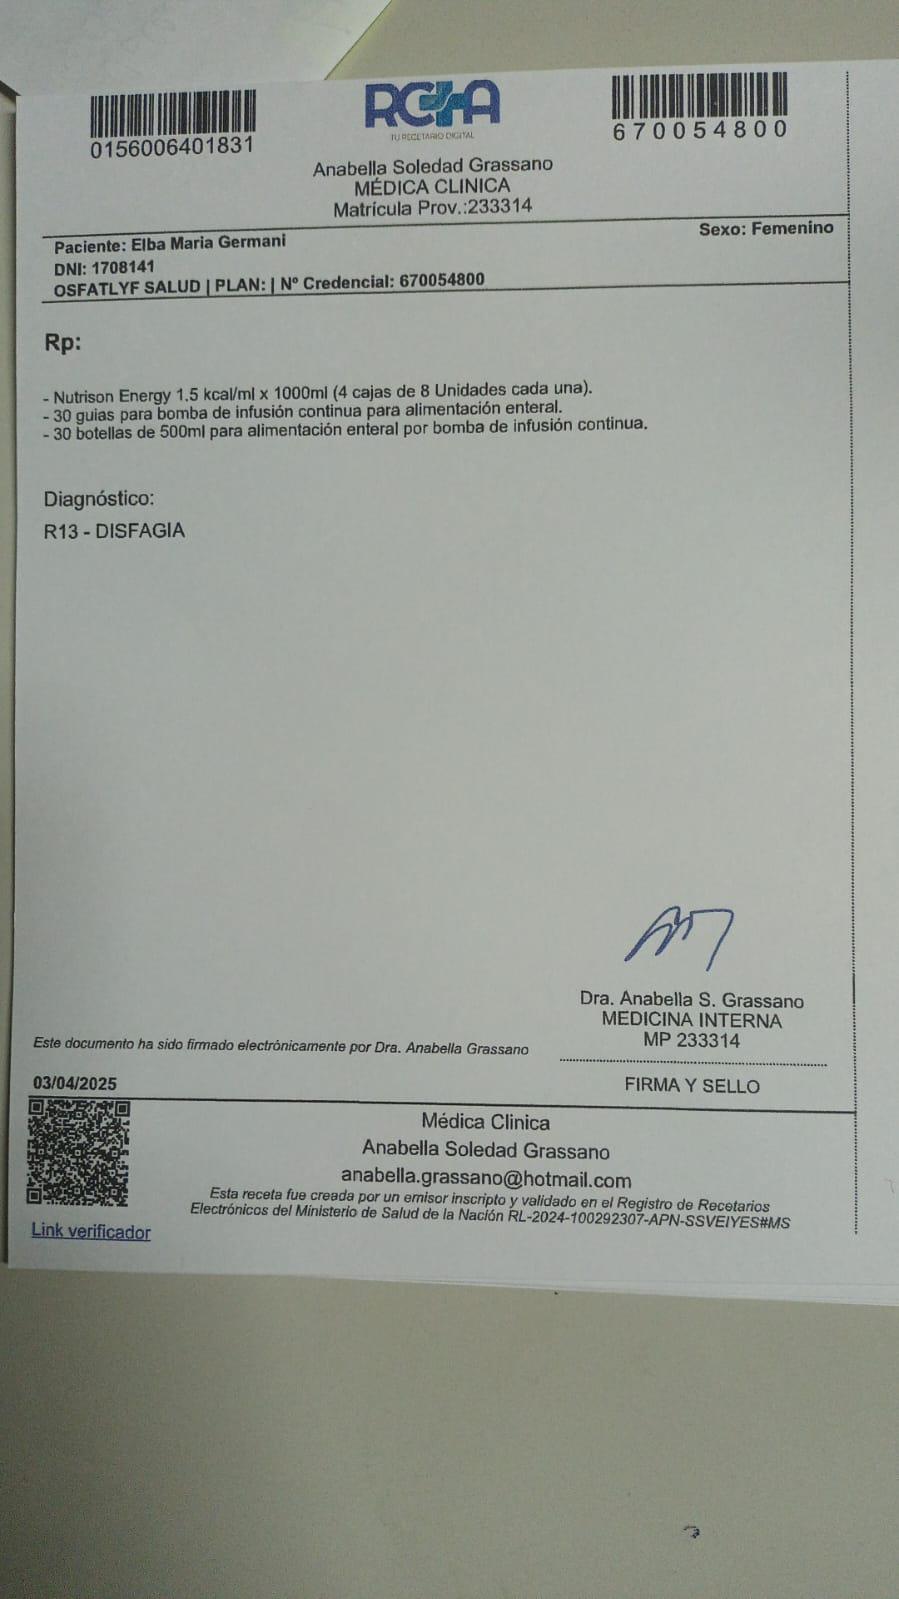 0156006401831
RCTA
TU RECETARIO DIGITAL
670054800
Anabella Soledad Grassano
MÉDICA CLINICA
Matrícula Prov.:233314
Paciente: Elba Maria Germani
Sexo: Femenino
DNI: 1708141
OSFATLYF SALUD | PLAN: | Nº Credencial: 670054800
Rp:
- Nutrison Energy 1.5 kcal/ml x 1000ml (4 cajas de 8 Unidades cada una).
- 30 guias para bomba de infusión continua para alimentación enteral.
- 30 botellas de 500ml para alimentación enteral por bomba de infusión continua.
Diagnóstico:
R13 - DISFAGIA
Dra. Anabella S. Grassano
MEDICINA INTERNA
MP 233314
Este documento ha sido firmado electrónicamente por Dra. Anabella Grassano
FIRMA Y SELLO
03/04/2025
Médica Clinica
Anabella Soledad Grassano
anabella.grassano@hotmail.com
Esta receta fue creada por un emisor inscripto y validado en el Registro de Recetarios
Electrónicos del Ministerio de Salud de la Nación RL-2024-100292307-APN-SSVEIYES#MS
Link verificador